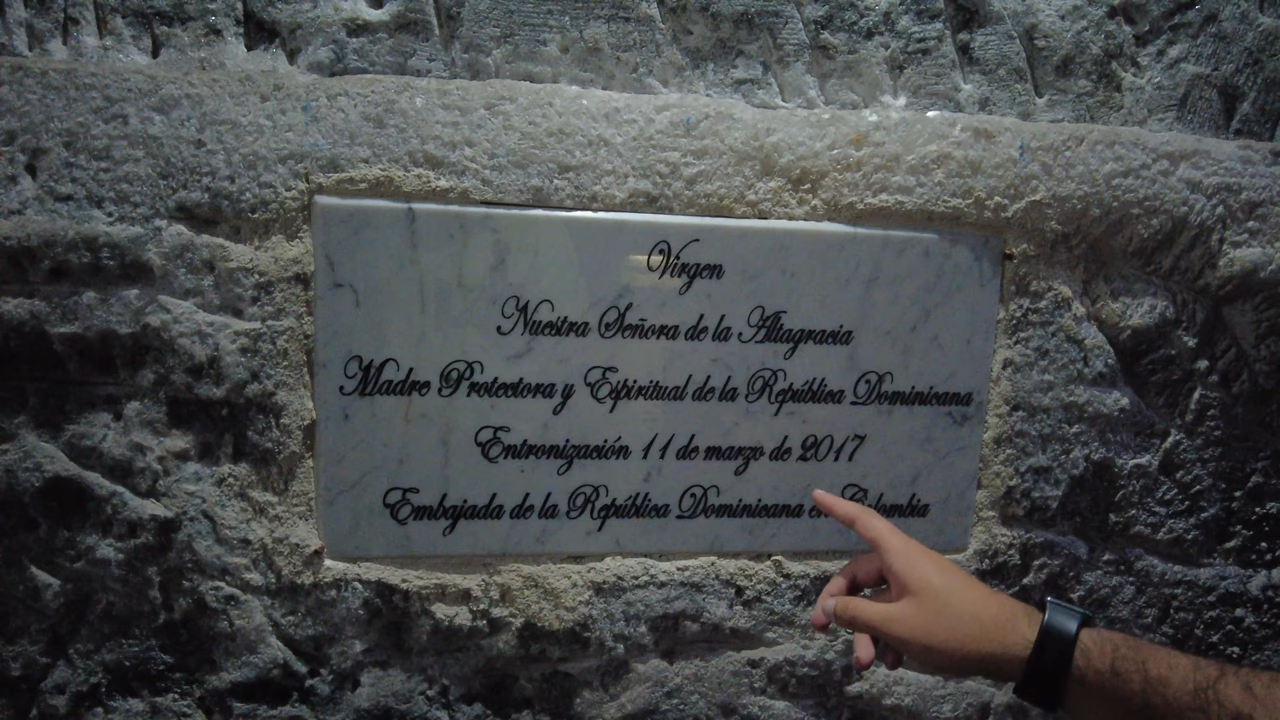 Virgen
Nuestra Señora de la Altagracia
Madre Protectora y Espiritual de la República Dominicana
Entronización 11 de marzo de 2017
Embajada de la República Dominicana en Colombia